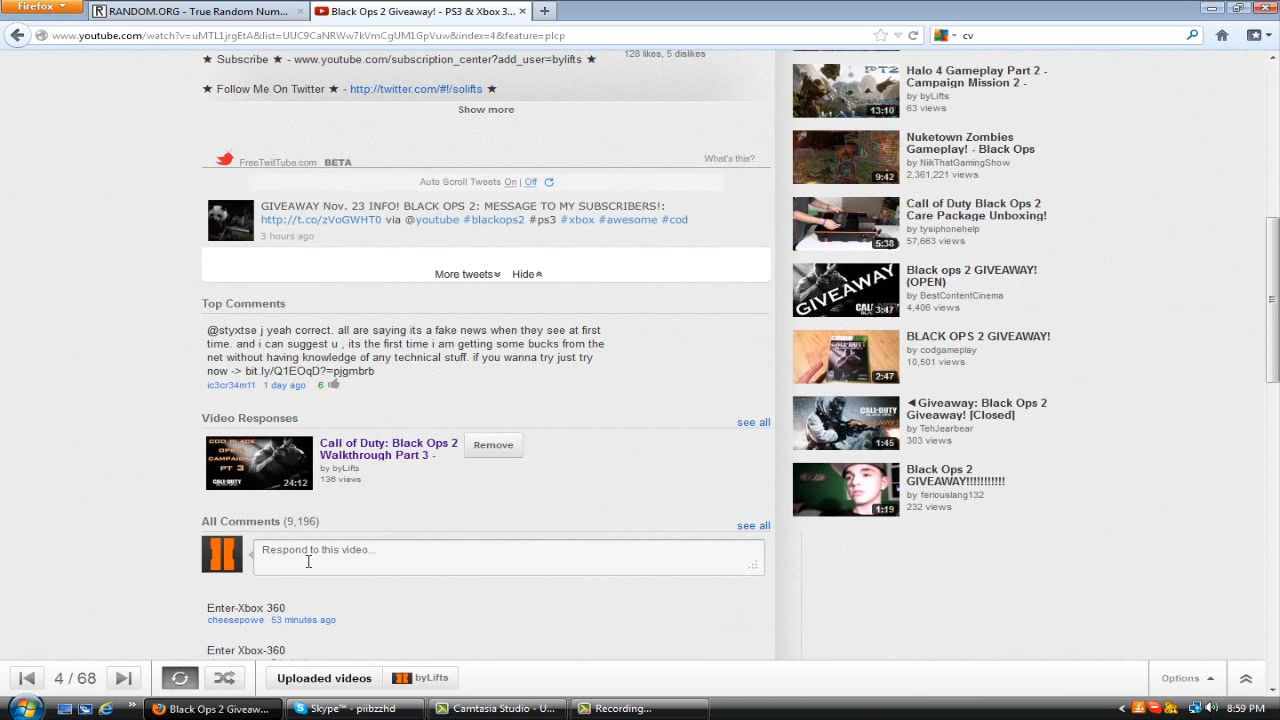 Firefox
RANDOM.ORG - True Random Num...
Black Ops 2 Giveaway! - PS3 & Xbox 3...
www.youtube.com/watch?v=uMTL1jrgEtA&list=UUC9CaNRWw7kVmCgUM1GpVuw&index=4&feature=plcp
cv
★ Subscribe ★ - www.youtube.com/subscription_center?add_user=bylifts ★
128 likes, 5 dislikes
★ Follow Me On Twitter ★ - http://twitter.com/#!/solifts ★
Show more
FreeTwitTube.com BETA
What's this?
Auto Scroll Tweets On | Off
GIVEAWAY Nov. 23 INFO! BLACK OPS 2: MESSAGE TO MY SUBSCRIBERS!:
http://t.co/zVoGWHT0 via @youtube #blackops2 #ps3 #xbox #awesome #cod
3 hours ago
More tweets Hide
Top Comments
@styxtse j yeah correct. all are saying its a fake news when they see at first
time. and i can suggest u , its the first time i am getting some bucks from the
net without having knowledge of any technical stuff. if you wanna try just try
now -> bit.ly/Q1EOqD?=pjgmbrb
ic3cr34m11 1 day ago 6
Video Responses
see all
COD BLACK
OPS 2
CAMPAIGN
PT 3
24:12
Call of Duty: Black Ops 2
Walkthrough Part 3 -
by byLifts
136 views
Remove
All Comments (9,196)
see all
Respond to this video...
Enter-Xbox 360
cheesepowe 53 minutes ago
Enter Xbox-360
PT2
13:10
Halo 4 Gameplay Part 2 -
Campaign Mission 2 -
by byLifts
63 views
9:42
Nuketown Zombies
Gameplay! - Black Ops
by NiikThatGamingShow
2,361,221 views
5:38
Call of Duty Black Ops 2
Care Package Unboxing!
by tysiphonehelp
57,663 views
GIVEAWAY
3:47
Black ops 2 GIVEAWAY!
(OPEN)
by BestContentCinema
4,406 views
2:47
BLACK OPS 2 GIVEAWAY!
by codgameplay
10,501 views
1:45
◄Giveaway: Black Ops 2
Giveaway! [Closed]
by TehJearbear
303 views
1:19
Black Ops 2
GIVEAWAY!!!!!!!!!!!
by feriouslang132
232 views
4 / 68
Uploaded videos
byLifts
Options
Black Ops 2 Giveaw...
Skype™ - piibzzhd
Camtasia Studio - U...
Recording...
8:59 PM